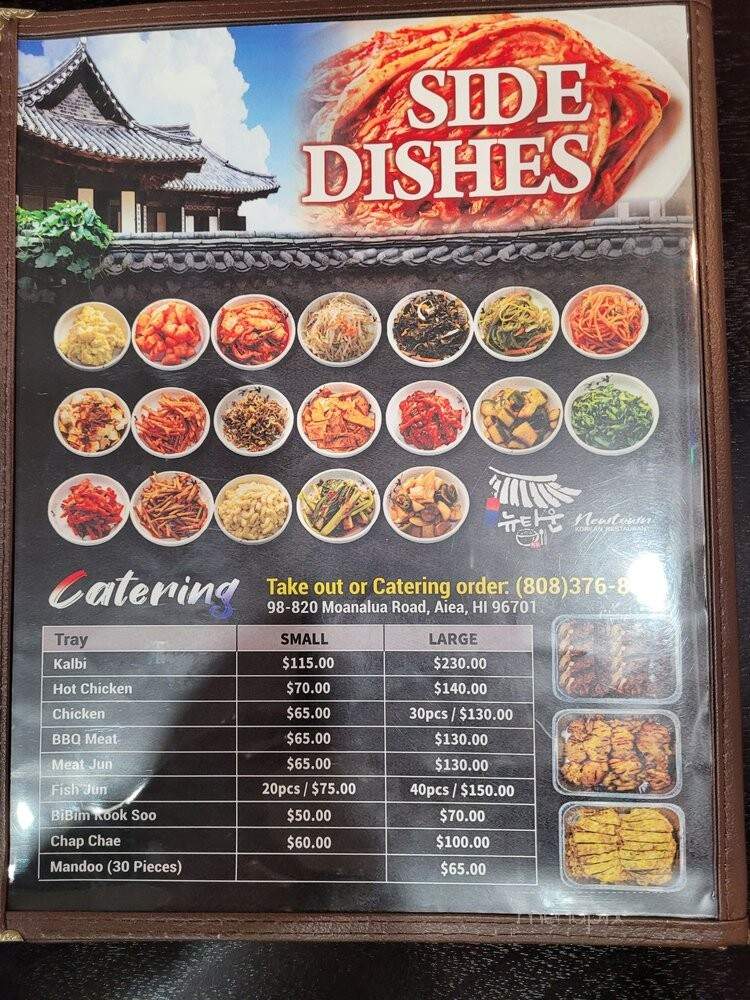 SIDE
DISHES
뉴타운
Newtown
KOREAN RESTAURANT
Catering
Take out or Catering order: (808)376-8
98-820 Moanalua Road, Aiea, HI 96701
Tray SMALL LARGE
Kalbi $115.00 $230.00
Hot Chicken $70.00 $140.00
Chicken $65.00 30pcs / $130.00
BBQ Meat $65.00 $130.00
Meat Jun $65.00 $130.00
Fish Jun 20pcs / $75.00 40pcs / $150.00
BiBim Kook Soo $50.00 $70.00
Chap Chae $60.00 $100.00
Mandoo (30 Pieces) $65.00
menupix